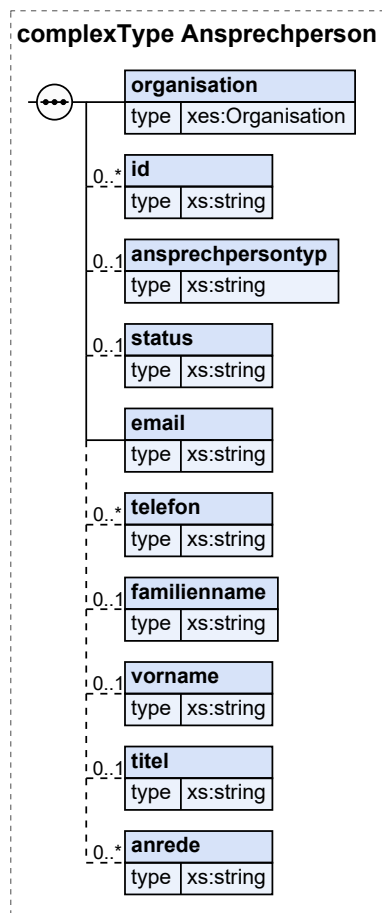 complexType Ansprechperson
organisation
type xes:Organisation
0..* id
type xs:string
0..1 ansprechpersontyp
type xs:string
0..1 status
type xs:string
email
type xs:string
0..* telefon
type xs:string
0..1 familienname
type xs:string
0..1 vorname
type xs:string
0..1 titel
type xs:string
0..* anrede
type xs:string